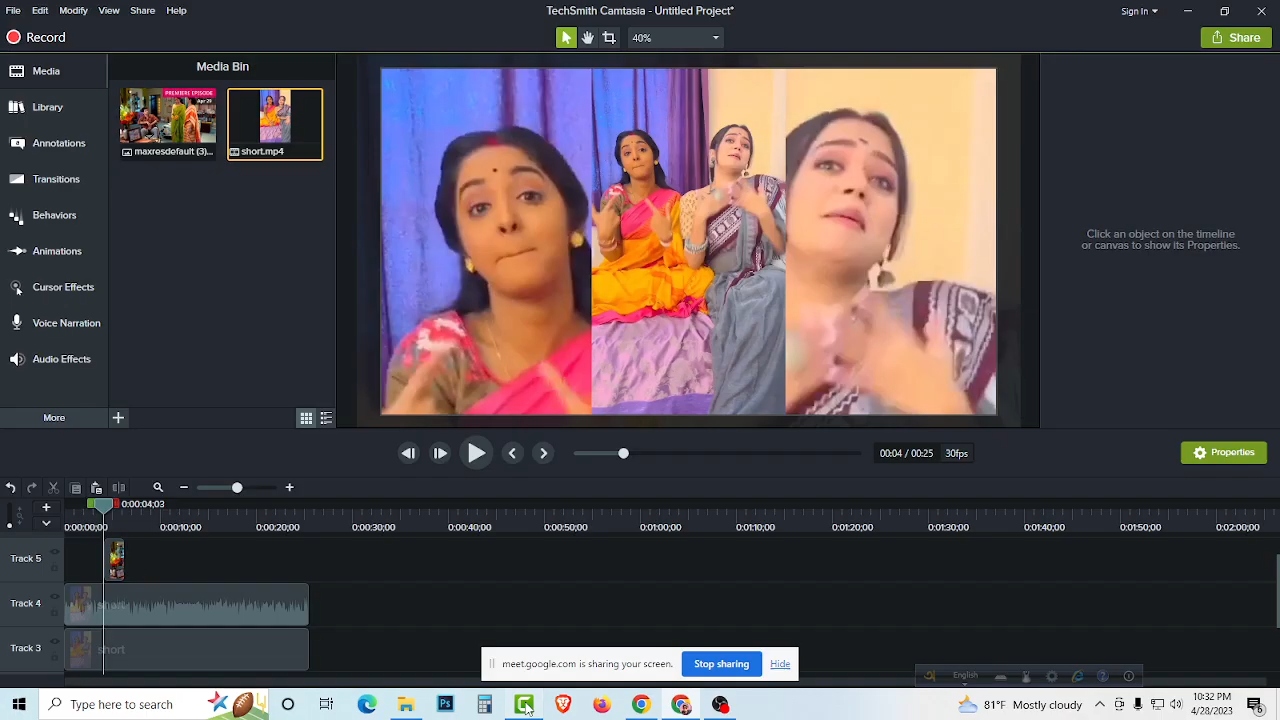 File Edit Modify View Share Help
TechSmith Camtasia - Untitled Project*
Sign In
Record
40%
Share
Media
Media Bin
Library
PREMIERE EPISODE
Apr 29
Annotations
maxresdefault (3)...
short.mp4
Transitions
Behaviors
Animations
Click an object on the timeline
or canvas to show its Properties.
Cursor Effects
Voice Narration
Audio Effects
More
00:04 / 00:25
30fps
Properties
0:00:04;03
0:00:00;00 0:00:10;00 0:00:20;00 0:00:30;00 0:00:40;00 0:00:50;00 0:01:00;00 0:01:10;00 0:01:20;00 0:01:30;00 0:01:40;00 0:01:50;00 0:02:00;00
Track 5
Track 4
short
Track 3
short
meet.google.com is sharing your screen.
Stop sharing
Hide
English
Type here to search
Ps
81°F Mostly cloudy
10:32 PM
4/28/2023
6